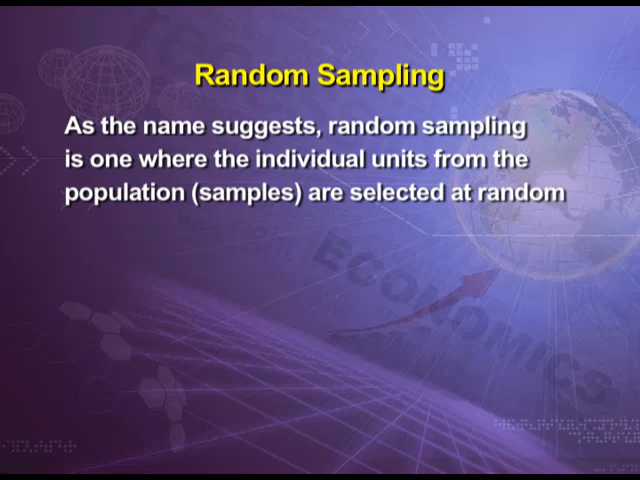 Random Sampling
As the name suggests, random sampling
is one where the individual units from the
population (samples) are selected at random
ECONOMICS